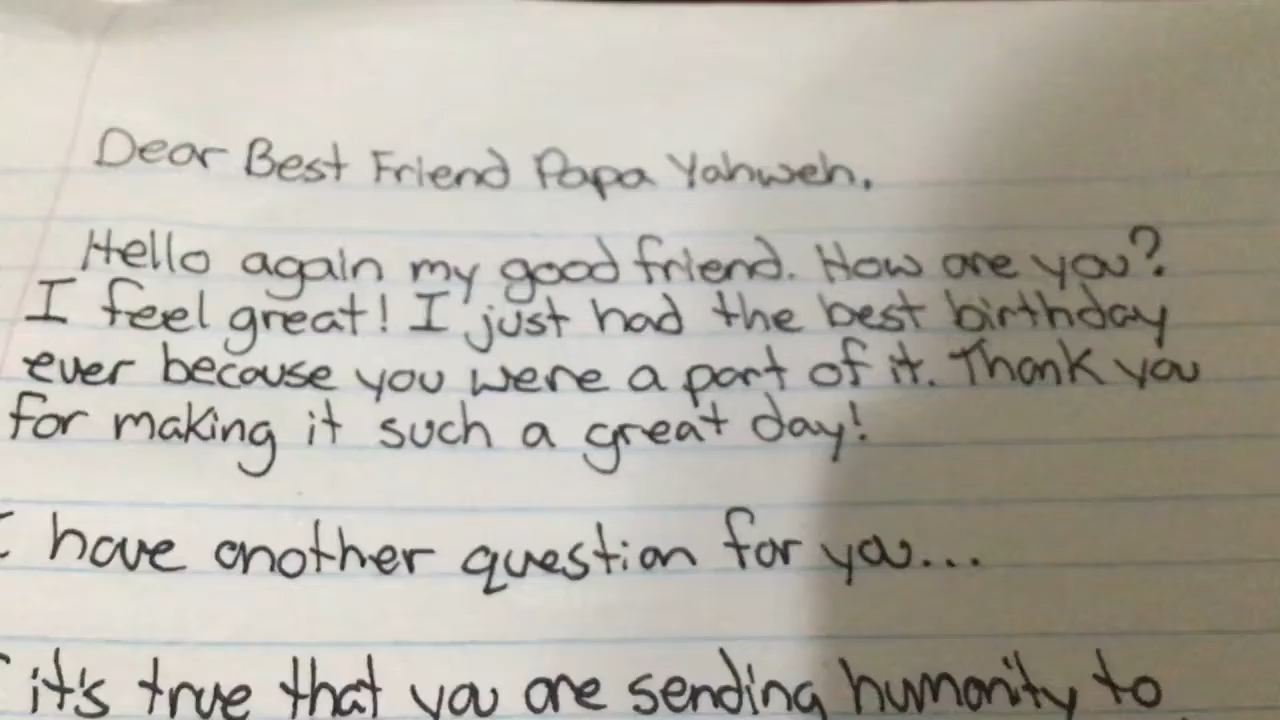 Dear Best Friend Papa Yahweh,
Hello again my good friend. How are you?
I feel great! I just had the best birthday
ever because you were a part of it. Thank you
for making it such a great day!
I have another question for you...
it's true that you are sending humanity to